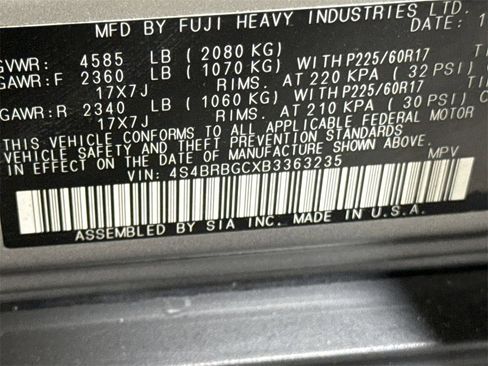 MFD BY FUJI HEAVY INDUSTRIES LTD.
DATE: 1
GVWR: 4585 LB (2080 KG)
GAWR:F 2360 LB (1070 KG) WITH P225/60R17
17X7J RIMS. AT 220 KPA (32 PSI)
GAWR:R 2340 LB (1060 KG) WITH P225/60R17
17X7J RIMS. AT 210 KPA (30 PSI)
THIS VEHICLE CONFORMS TO ALL APPLICABLE FEDERAL MOTOR
VEHICLE SAFETY AND THEFT PREVENTION STANDARDS
IN EFFECT ON THE DATE OF MANUFACTURE SHOWN ABOVE.
VIN: 4S4BRBGCXB3363235 MPV
ASSEMBLED BY SIA INC. MADE IN U.S.A.